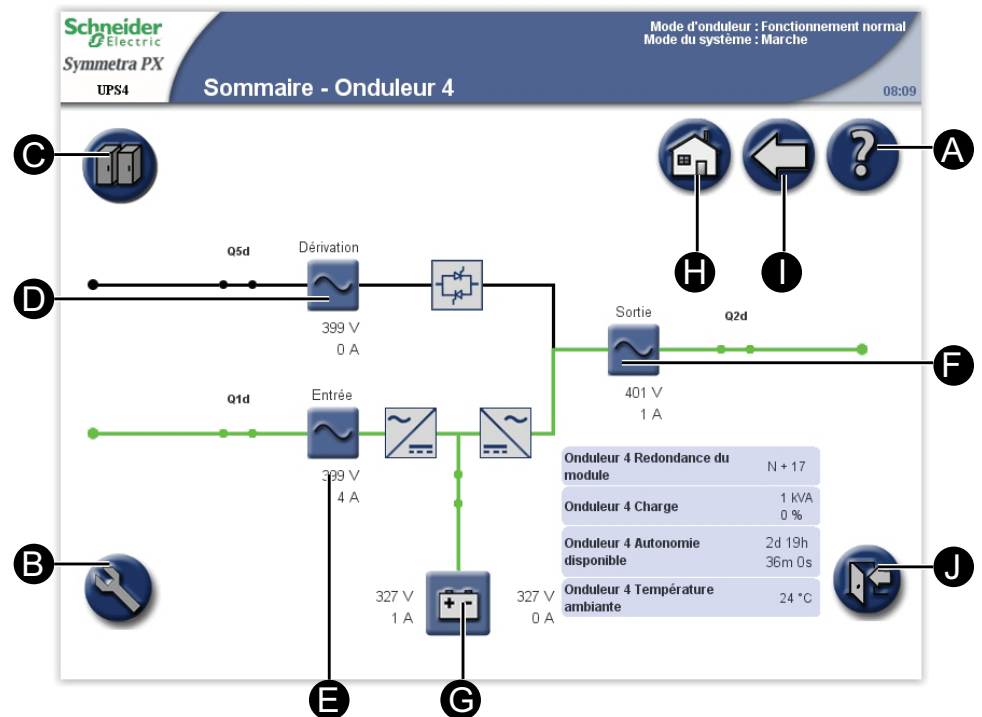 Schneider
Electric
Symmetra PX
UPS4
Sommaire - Onduleur 4
Mode d'onduleur : Fonctionnement normal
Mode du système : Marche
08:09
C
A
H
I
Q5d
Dérivation
D
399 V
0 A
Sortie
Q2d
F
401 V
1 A
Q1d
Entrée
399 V
4 A
Onduleur 4 Redondance du
module
N + 17
Onduleur 4 Charge
1 kVA
0 %
Onduleur 4 Autonomie
disponible
2d 19h
36m 0s
Onduleur 4 Température
ambiante
24 °C
B
J
327 V
1 A
+ -
327 V
0 A
E
G